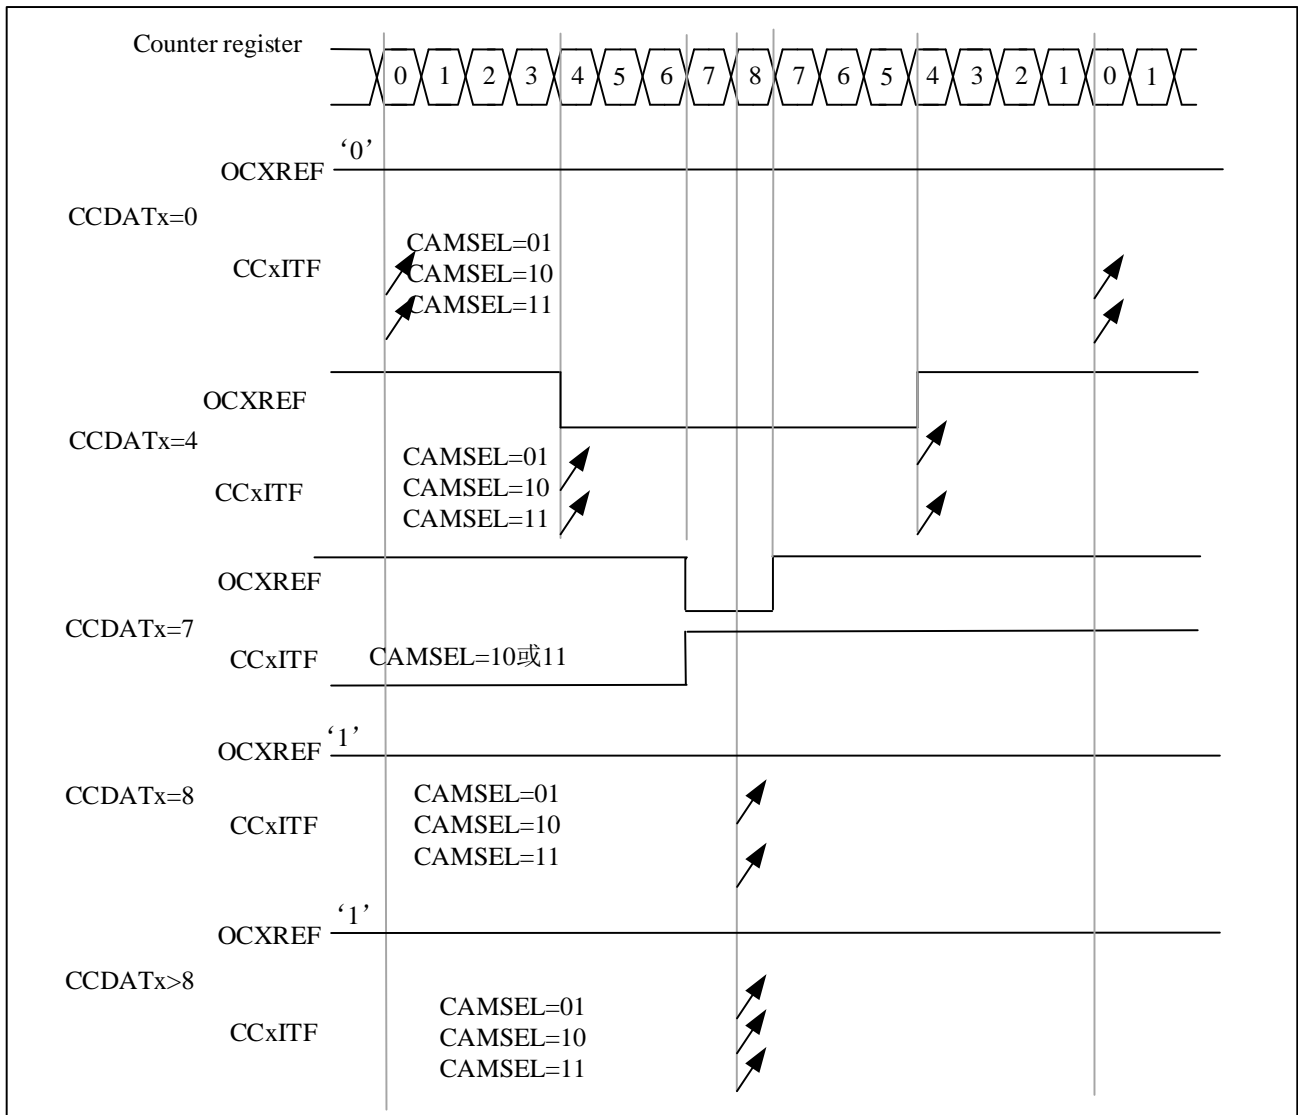 Counter register
0 1 2 3 4 5 6 7 8 7 6 5 4 3 2 1 0 1
‘0’
OCXREF
CCDATx=0
CCxITF
CAMSEL=01
CAMSEL=10
CAMSEL=11
OCXREF
CCDATx=4
CCxITF
CAMSEL=01
CAMSEL=10
CAMSEL=11
OCXREF
CCDATx=7
CCxITF
CAMSEL=10或11
‘1’
OCXREF
CCDATx=8
CCxITF
CAMSEL=01
CAMSEL=10
CAMSEL=11
‘1’
OCXREF
CCDATx>8
CCxITF
CAMSEL=01
CAMSEL=10
CAMSEL=11